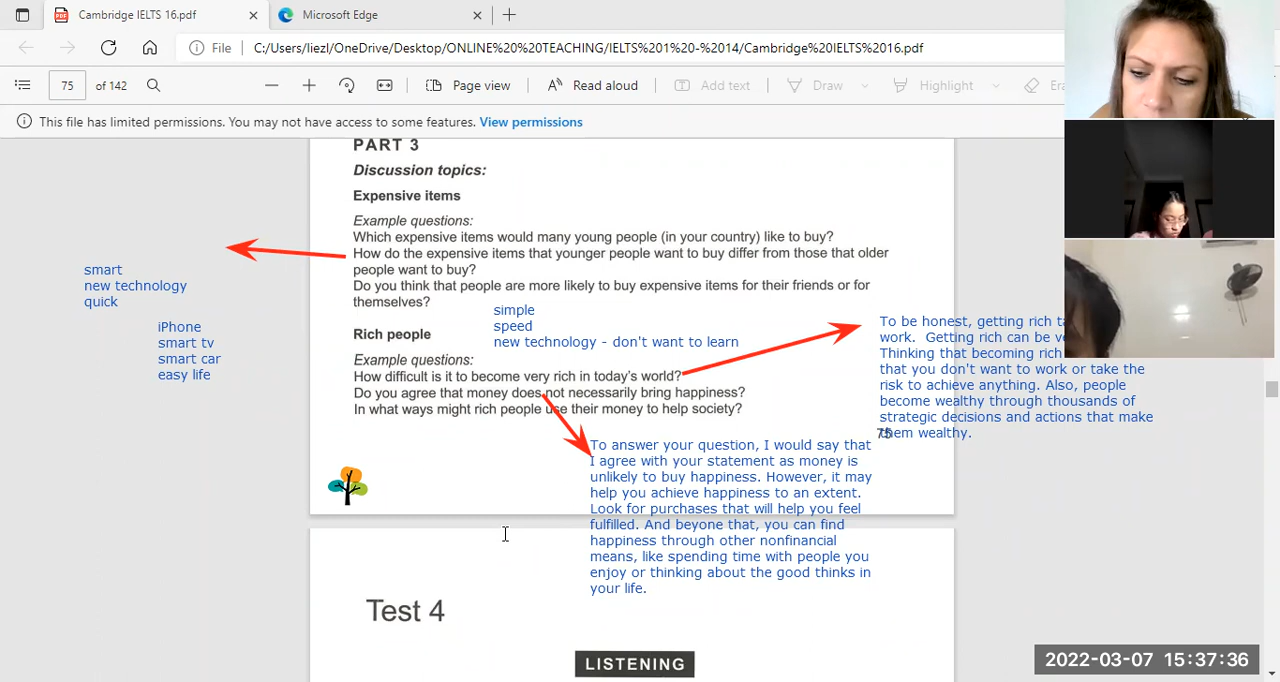 Cambridge IELTS 16.pdf
Microsoft Edge
File
C:/Users/liezl/OneDrive/Desktop/ONLINE%20%20TEACHING/IELTS%201%20-%2014/Cambridge%20IELTS%2016.pdf
75 of 142
Page view
Read aloud
Add text
Draw
Highlight
This file has limited permissions. You may not have access to some features. View permissions
PART 3
Discussion topics:
Expensive items
Example questions:
Which expensive items would many young people (in your country) like to buy?
How do the expensive items that younger people want to buy differ from those that older
people want to buy?
Do you think that people are more likely to buy expensive items for their friends or for
themselves?
smart
new technology
quick
iPhone
smart tv
smart car
easy life
simple
speed
new technology - don't want to learn
Rich people
Example questions:
How difficult is it to become very rich in today's world?
Do you agree that money does not necessarily bring happiness?
In what ways might rich people use their money to help society?
To be honest, getting rich
work. Getting rich can be
Thinking that becoming rich
that you don't want to work or take the
risk to achieve anything. Also, people
become wealthy through thousands of
strategic decisions and actions that make
them wealthy.
75
To answer your question, I would say that
I agree with your statement as money is
unlikely to buy happiness. However, it may
help you achieve happiness to an extent.
Look for purchases that will help you feel
fulfilled. And beyone that, you can find
happiness through other nonfinancial
means, like spending time with people you
enjoy or thinking about the good thinks in
your life.
Test 4
LISTENING
2022-03-07 15:37:36